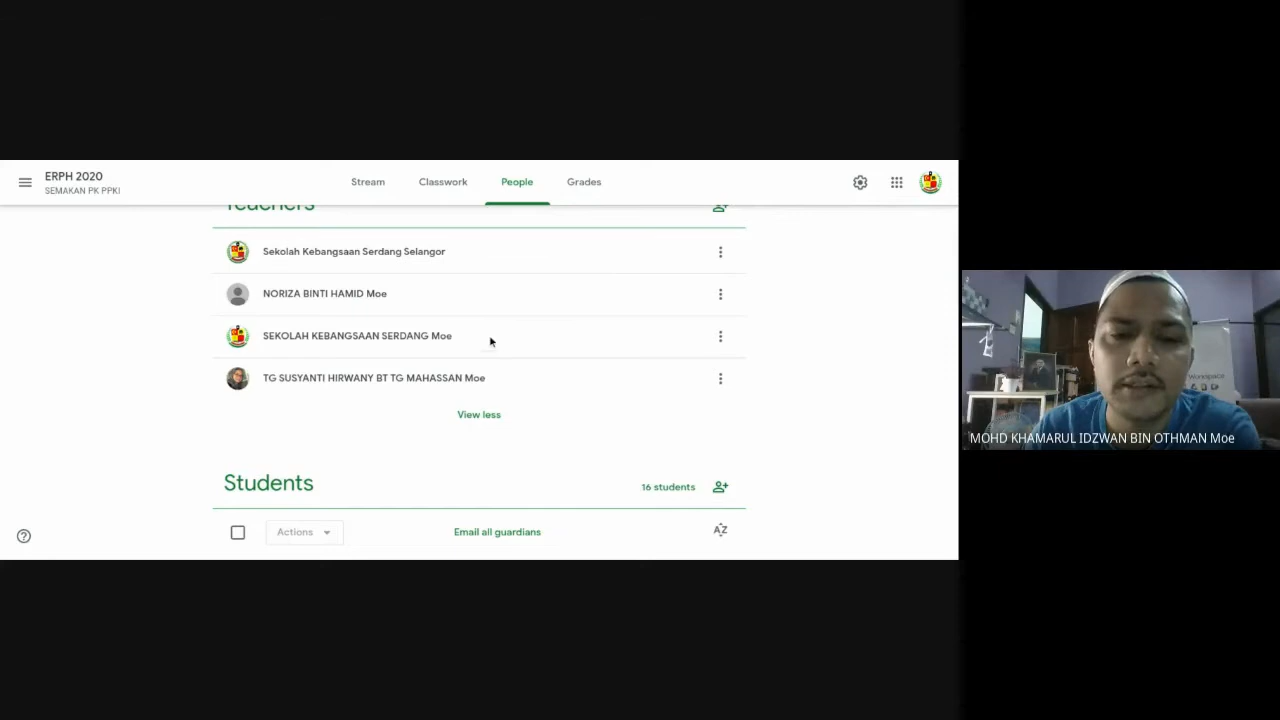 ERPH 2020
SEMAKAN PK PPKI
Stream
Classwork
People
Grades
Teachers
Sekolah Kebangsaan Serdang Selangor
NORIZA BINTI HAMID Moe
SEKOLAH KEBANGSAAN SERDANG Moe
TG SUSYANTI HIRWANY BT TG MAHASSAN Moe
View less
Students
16 students
Actions
Email all guardians
AZ
MOHD KHAMARUL IDZWAN BIN OTHMAN Moe